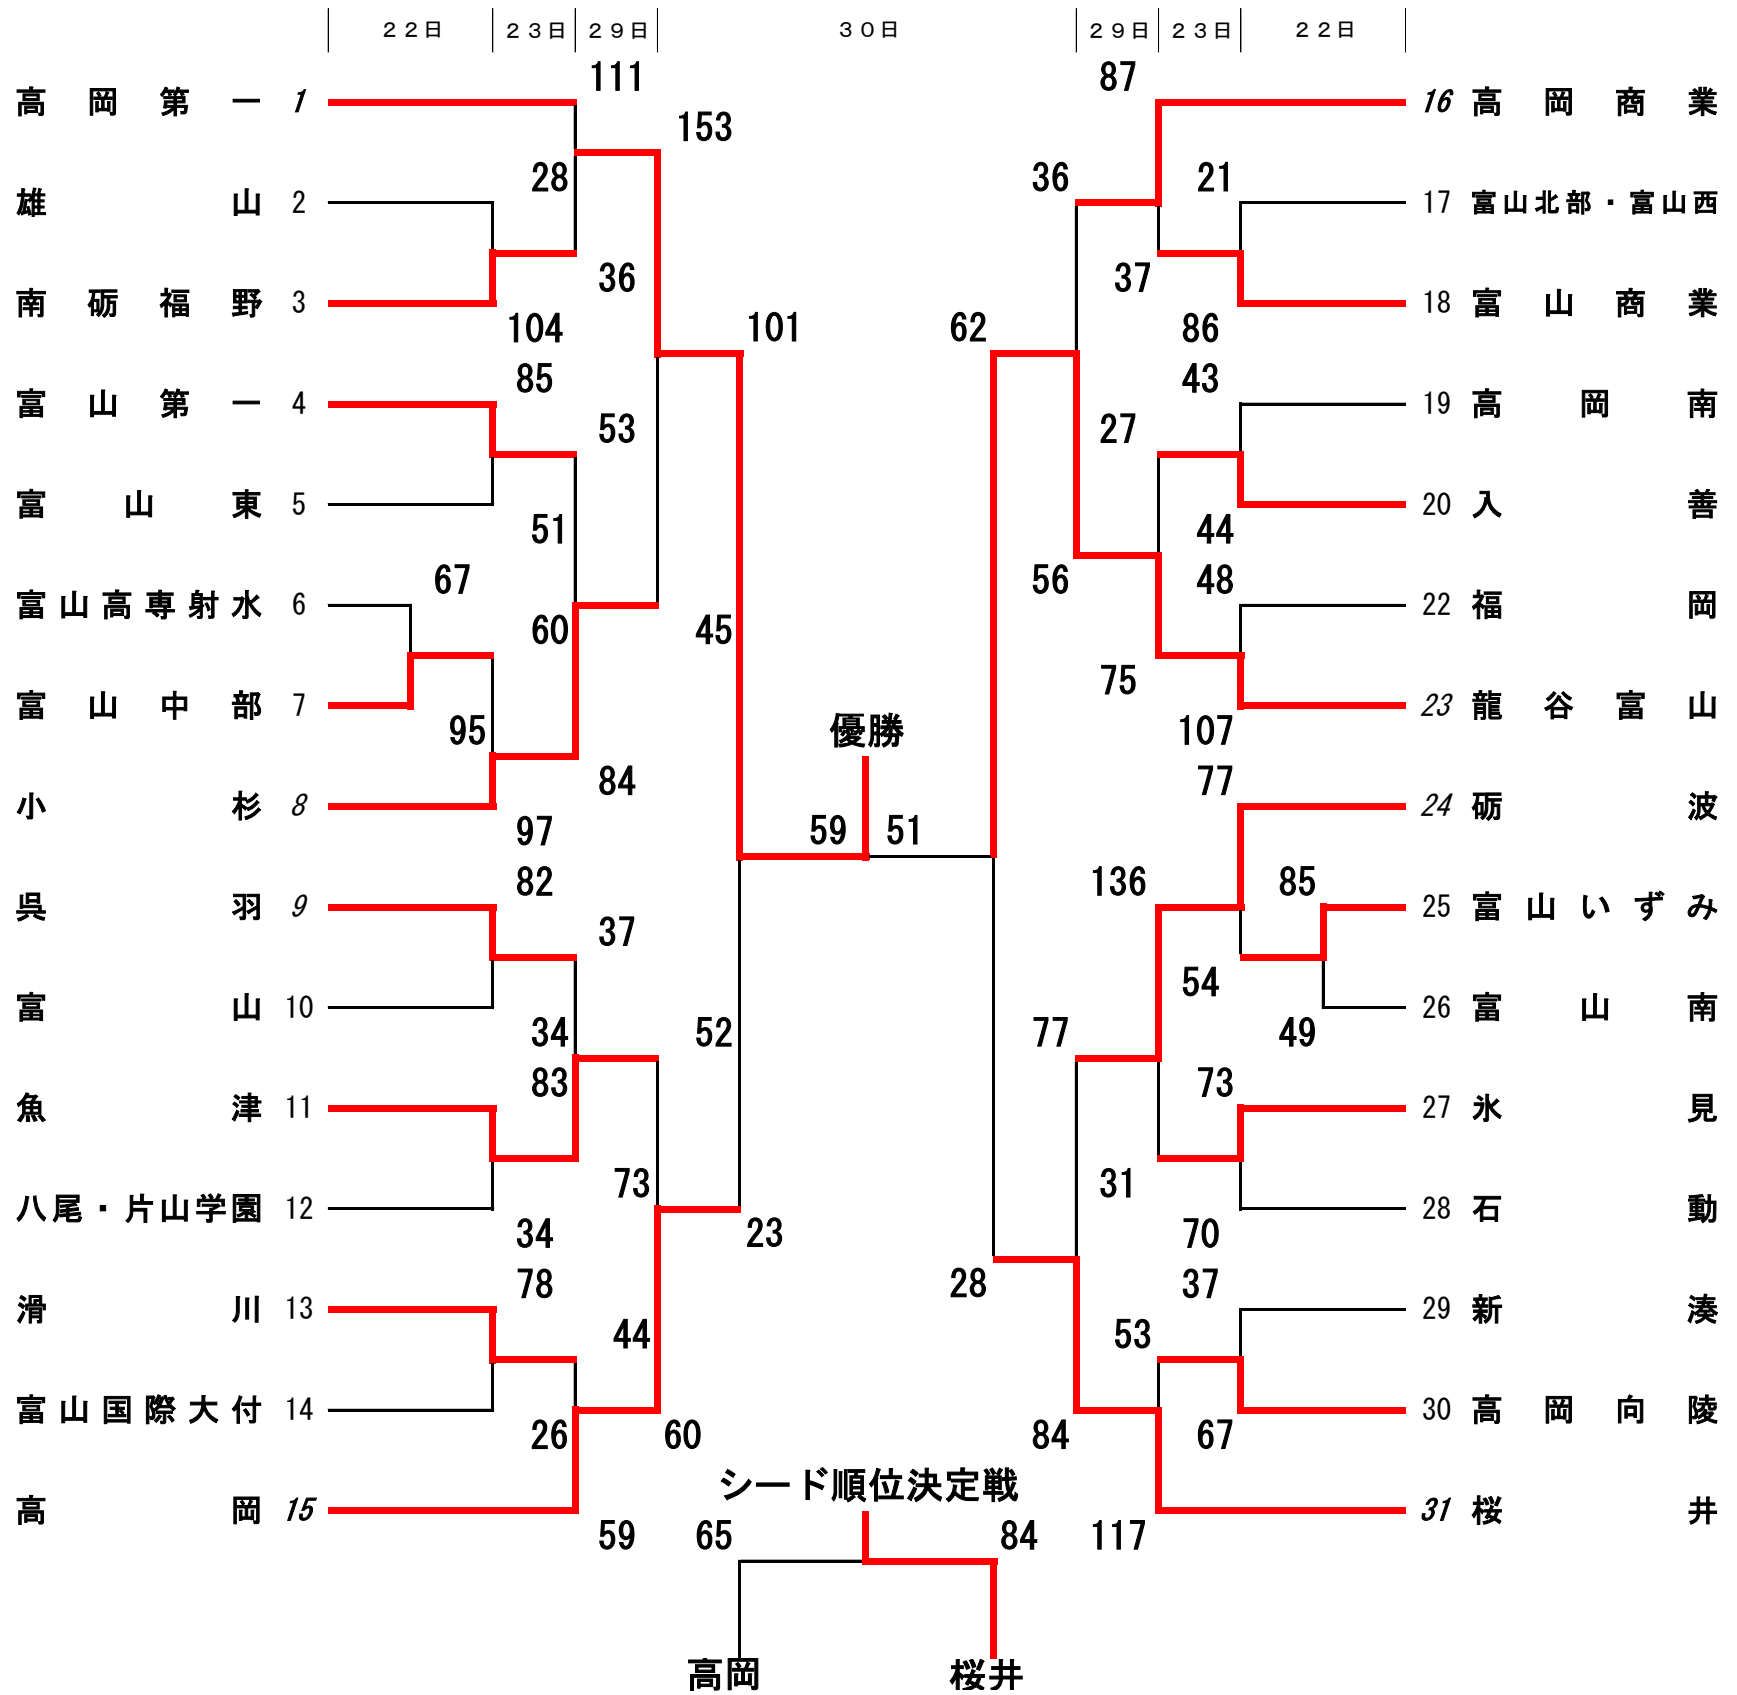 ２２日 ２３日 ２９日 ３０日 ２９日 ２３日 ２２日
111 87
高岡第一 1 16 高岡商業
153
28 36 21
雄山 2 17 富山北部・富山西
36 37
南砺福野 3 18 富山商業
104 101 62 86
85 43
富山第一 4 19 高岡南
53 27
富山東 5 20 入善
51 44
67 56 48
富山高専射水 6 22 福岡
60 45
75
富山中部 7 23 龍谷富山
95 優勝 107
84 77
小杉 8 24 砺波
97 59 51
82 136 85
呉羽 9 25 富山いずみ
37
54
富山 10 26 富山南
34 52 77 49
83 73
魚津 11 27 氷見
73 31
八尾・片山学園 12 28 石動
34 23 70
78 28 37
滑川 13 29 新湊
44 53
富山国際大付 14 30 高岡向陵
26 60 84 67
シード順位決定戦
高岡 15 31 桜井
59 65 84 117
高岡 桜井